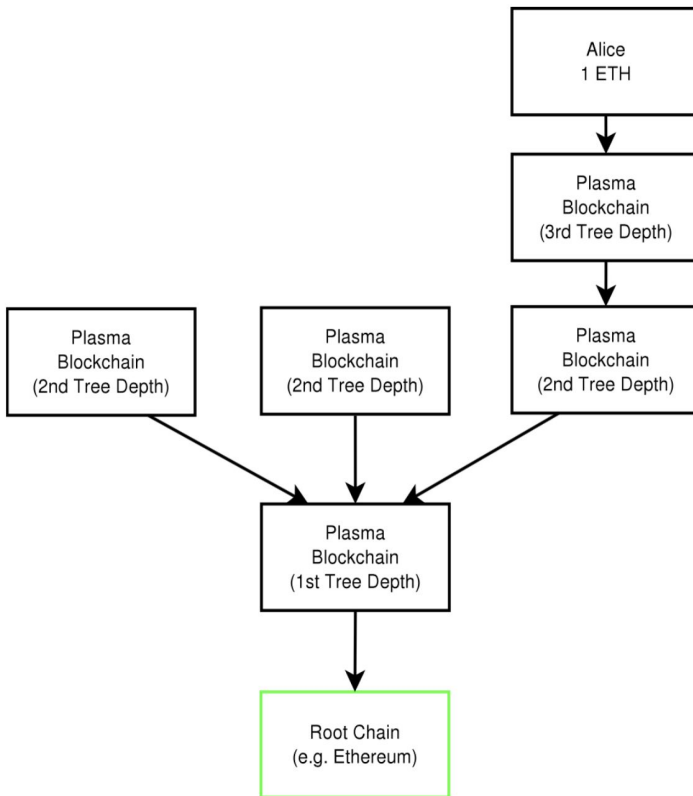 Alice
1 ETH
Plasma
Blockchain
(3rd Tree Depth)
Plasma
Blockchain
(2nd Tree Depth)
Plasma
Blockchain
(2nd Tree Depth)
Plasma
Blockchain
(2nd Tree Depth)
Plasma
Blockchain
(1st Tree Depth)
Root Chain
(e.g. Ethereum)